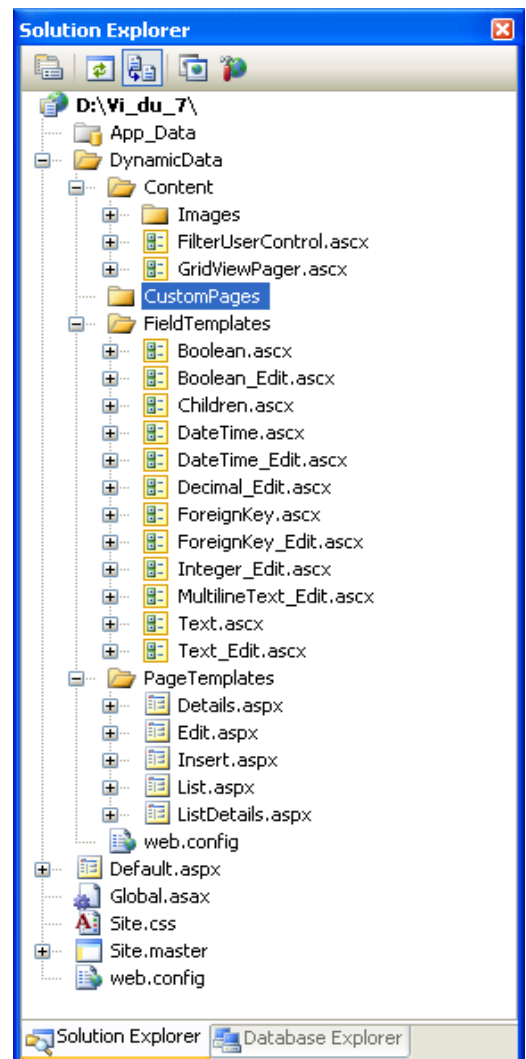 Solution Explorer
D:\Vi_du_7\
App_Data
DynamicData
Content
Images
FilterUserControl.ascx
GridViewPager.ascx
CustomPages
FieldTemplates
Boolean.ascx
Boolean_Edit.ascx
Children.ascx
DateTime.ascx
DateTime_Edit.ascx
Decimal_Edit.ascx
ForeignKey.ascx
ForeignKey_Edit.ascx
Integer_Edit.ascx
MultilineText_Edit.ascx
Text.ascx
Text_Edit.ascx
PageTemplates
Details.aspx
Edit.aspx
Insert.aspx
List.aspx
ListDetails.aspx
web.config
Default.aspx
Global.asax
Site.css
Site.master
web.config
Solution Explorer Database Explorer